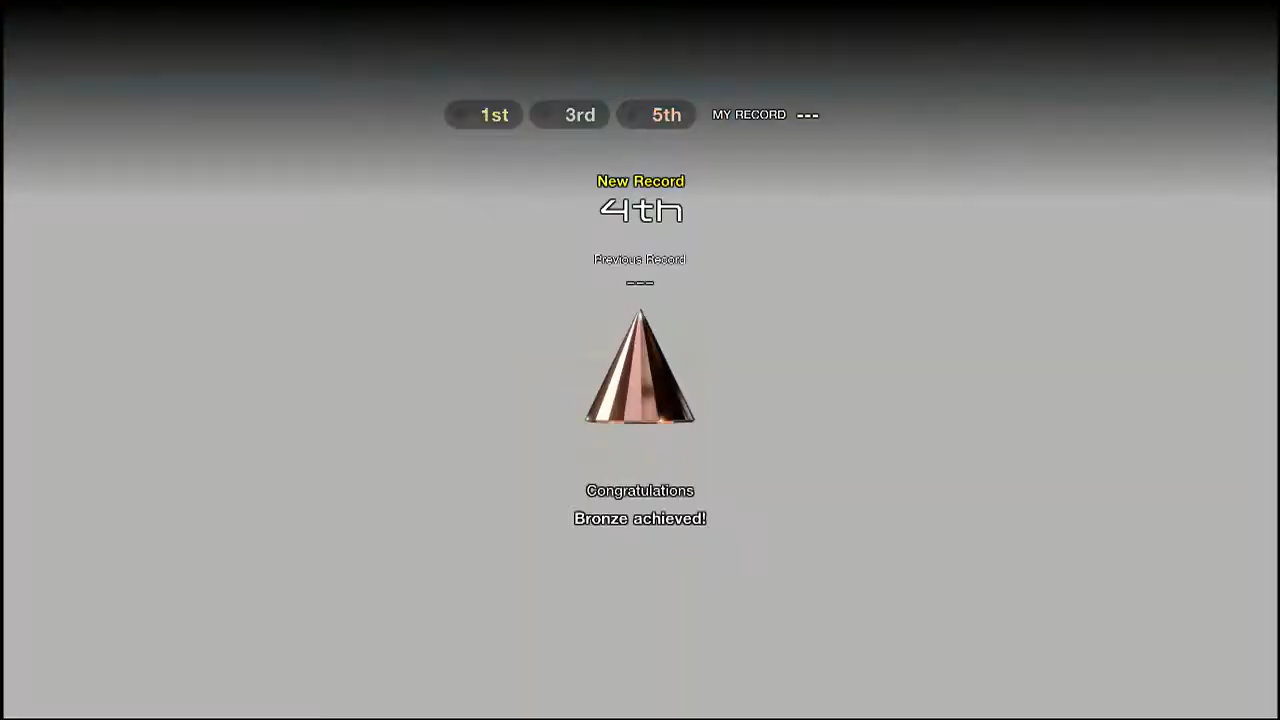 1st 3rd 5th MY RECORD ---
New Record
4th
Previous Record
---
Congratulations
Bronze achieved!